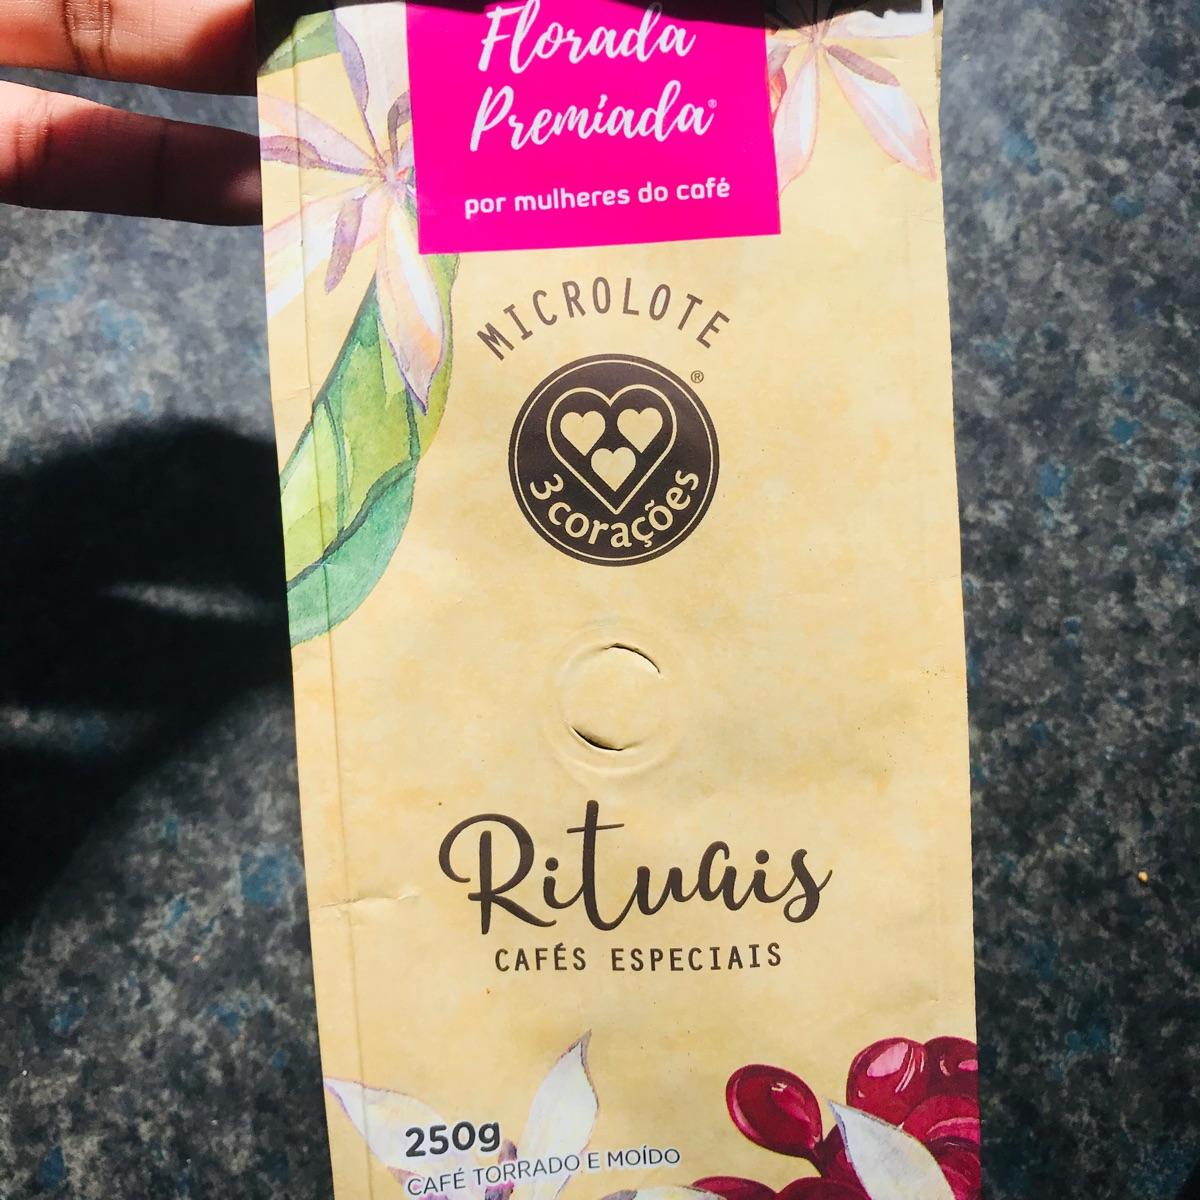 Florada
Premiada®
por mulheres do café
MICROLOTE
®
3 corações
Rituais
CAFÉS ESPECIAIS
250g
CAFÉ TORRADO E MOÍDO